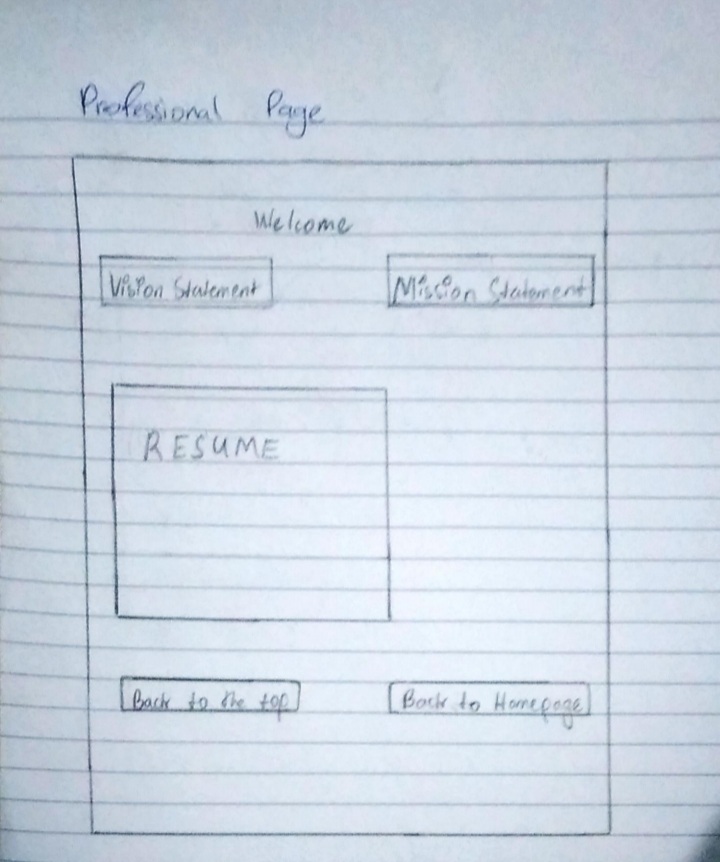 Professional Page
Welcome
Vision Statement
Mission Statement
RESUME
Back to the top
Back to Homepage